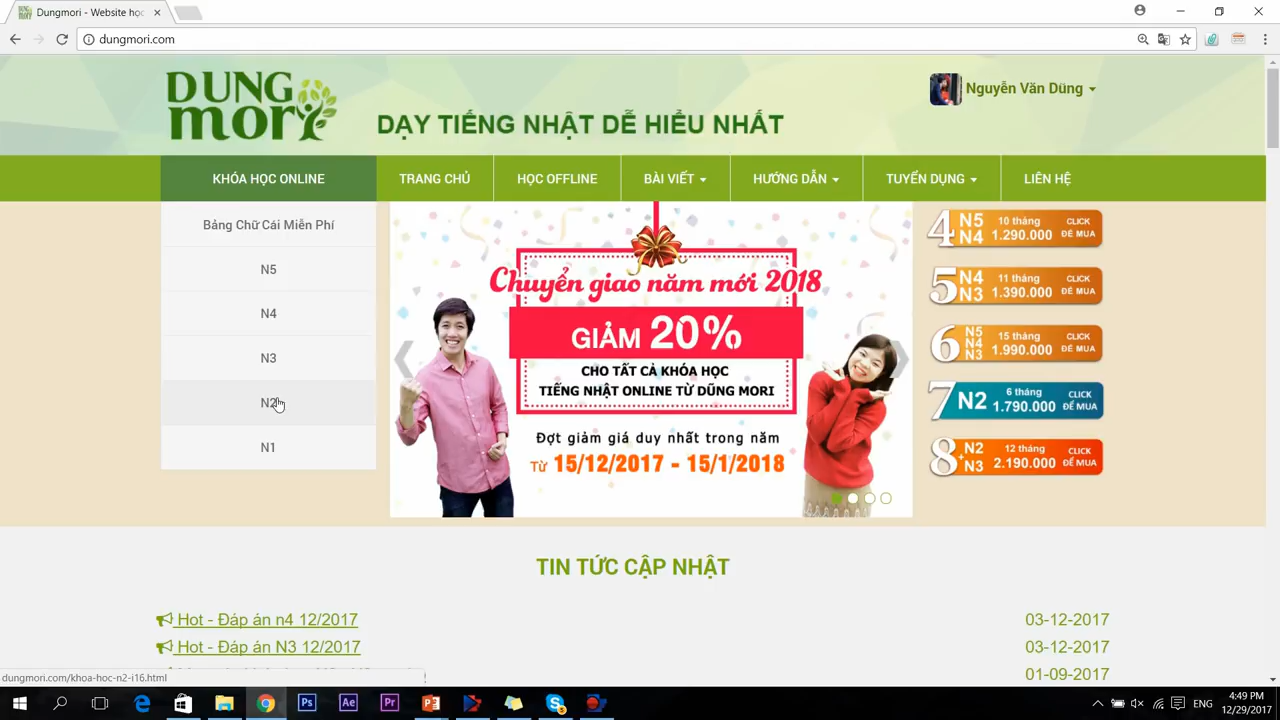 Dungmori - Website họ
dungmori.com
DUNG
mori
DẠY TIẾNG NHẬT DỄ HIỂU NHẤT
Nguyễn Văn Dũng
KHÓA HỌC ONLINE
TRANG CHỦ
HỌC OFFLINE
BÀI VIẾT
HƯỚNG DẪN
TUYỂN DỤNG
LIÊN HỆ
Bảng Chữ Cái Miễn Phí
N5
N4
N3
N2
N1
Chuyển giao năm mới 2018
GIẢM 20%
CHO TẤT CẢ KHÓA HỌC
TIẾNG NHẬT ONLINE TỪ DŨNG MORI
Đợt giảm giá duy nhất trong năm
Từ 15/12/2017 - 15/1/2018
4 N5 N4 10 tháng 1.290.000 CLICK ĐỂ MUA
5 N4 N3 11 tháng 1.390.000 CLICK ĐỂ MUA
6 N5 N4 N3 15 tháng 1.990.000 CLICK ĐỂ MUA
7 N2 6 tháng 1.790.000 CLICK ĐỂ MUA
8 N2 + N3 12 tháng 2.190.000 CLICK ĐỂ MUA
TIN TỨC CẬP NHẬT
Hot - Đáp án n4 12/2017 03-12-2017
Hot - Đáp án N3 12/2017 03-12-2017
01-09-2017
dungmori.com/khoa-hoc-n2-i16.html
Ps
Ae
Pr
ENG
4:49 PM
12/29/2017